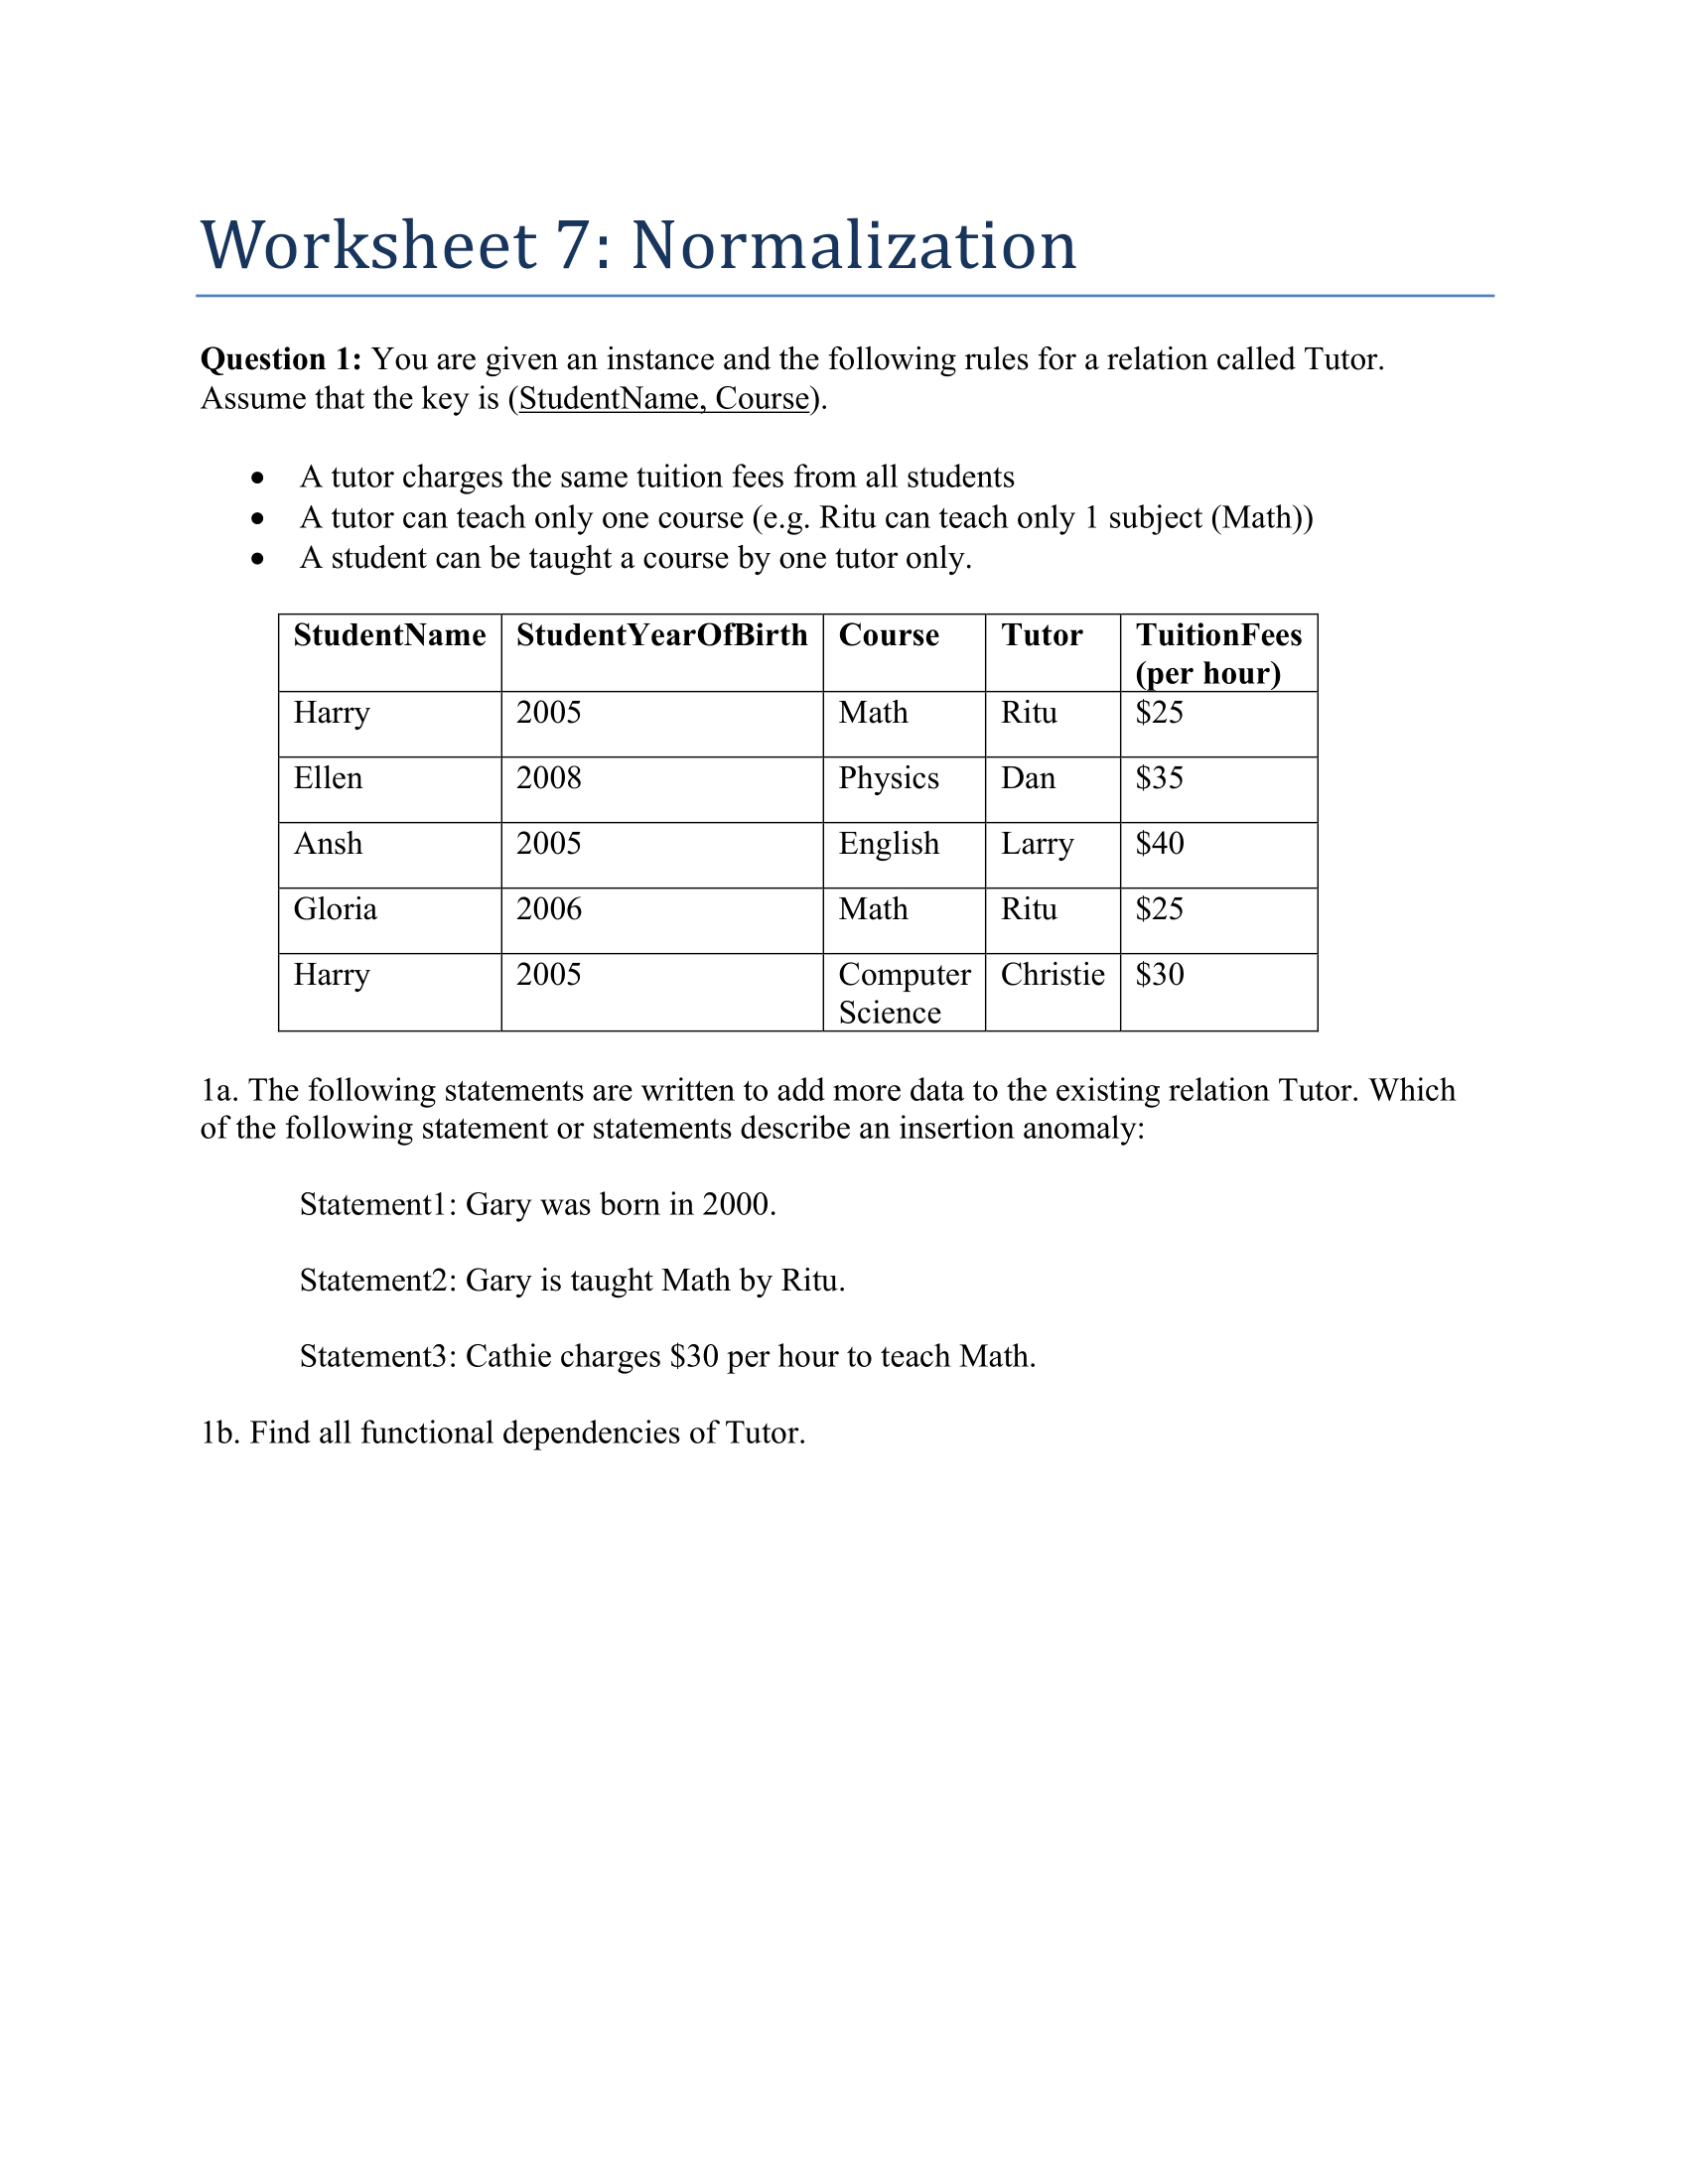 Worksheet 7: Normalization
Question 1: You are given an instance and the following rules for a relation called Tutor.
Assume that the key is (StudentName, Course).
• A tutor charges the same tuition fees from all students
• A tutor can teach only one course (e.g. Ritu can teach only 1 subject (Math))
• A student can be taught a course by one tutor only.
StudentName StudentYearOfBirth Course Tutor TuitionFees
(per hour)
Harry 2005 Math Ritu $25
Ellen 2008 Physics Dan $35
Ansh 2005 English Larry $40
Gloria 2006 Math Ritu $25
Harry 2005 Computer Christie $30
Science
1a. The following statements are written to add more data to the existing relation Tutor. Which
of the following statement or statements describe an insertion anomaly:
Statement1: Gary was born in 2000.
Statement2: Gary is taught Math by Ritu.
Statement3: Cathie charges $30 per hour to teach Math.
1b. Find all functional dependencies of Tutor.